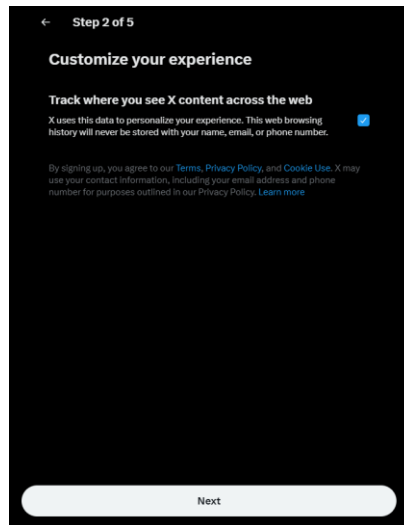 ← Step 2 of 5
Customize your experience
Track where you see X content across the web
X uses this data to personalize your experience. This web browsing
history will never be stored with your name, email, or phone number.
By signing up, you agree to our Terms, Privacy Policy, and Cookie Use. X may
use your contact information, including your email address and phone
number for purposes outlined in our Privacy Policy. Learn more
Next